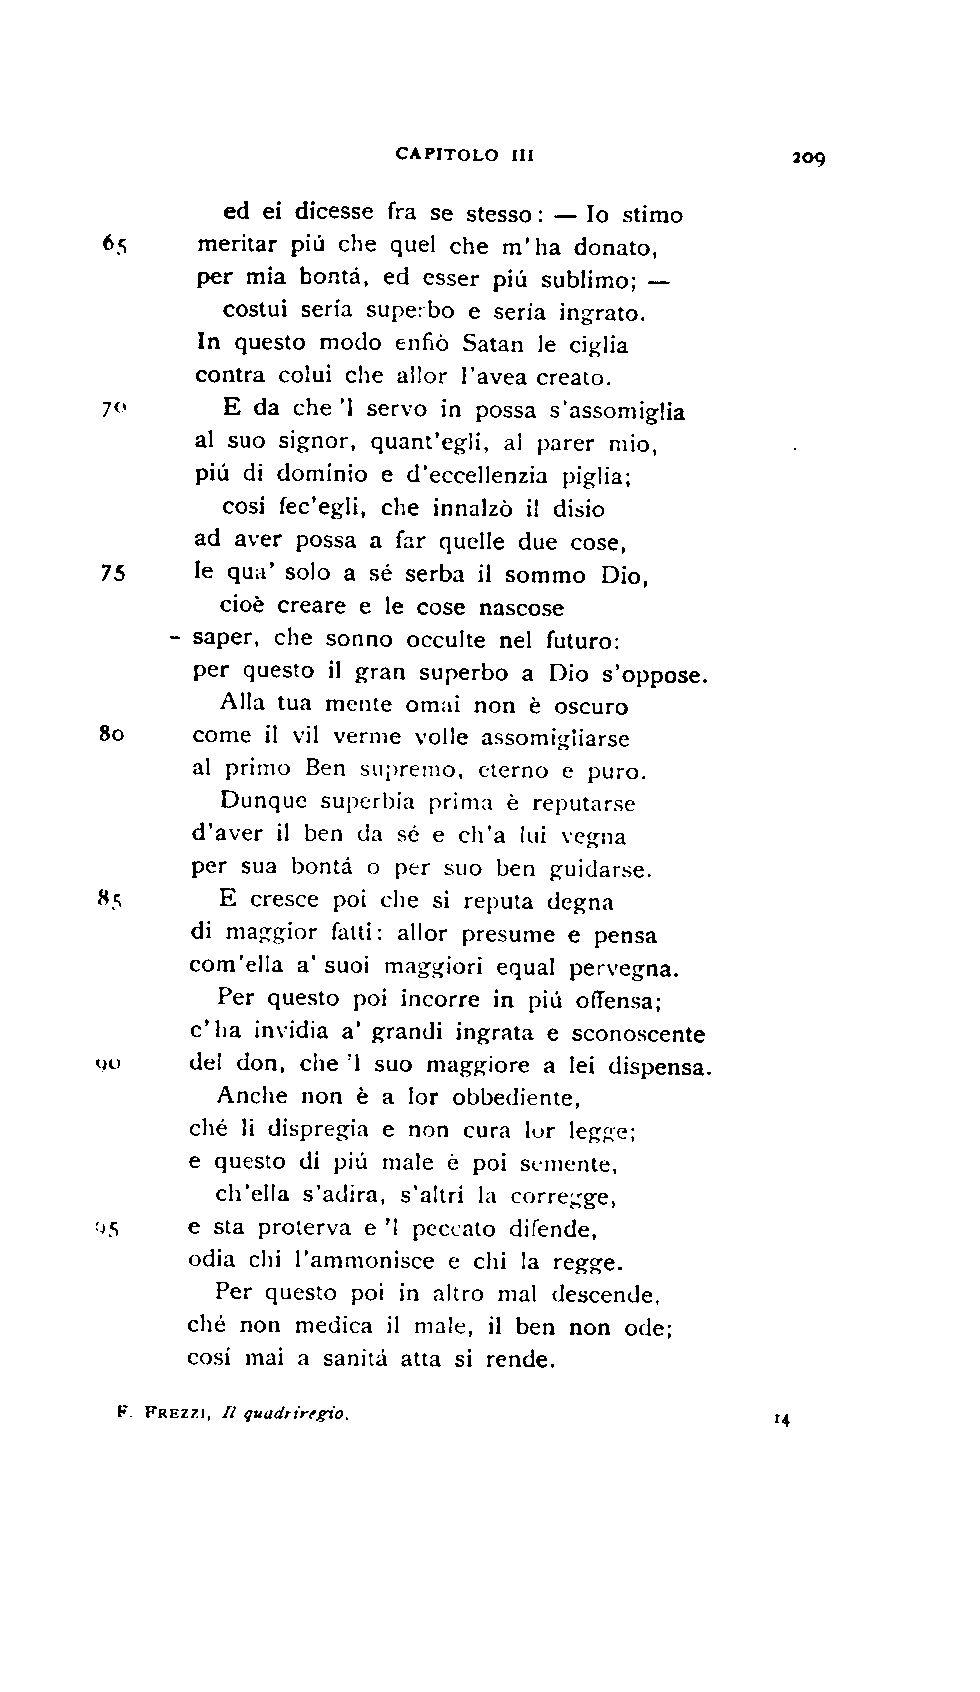 CAPITOLO III 209
ed ei dicesse fra se stesso: — Io stimo
65 meritar piú che quel che m'ha donato,
per mia bontá, ed esser piú sublimo; —
costui sería superbo e seria ingrato.
In questo modo enfiò Satan le ciglia
contra colui che allor l'avea creato.
70 E da che 'l servo in possa s'assomiglia
al suo signor, quant'egli, al parer mio,
piú di domínio e d'eccellenzia piglia;
cosi fec'egli, che innalzò il disio
ad aver possa a far quelle due cose,
75 le qua' solo a sé serba il sommo Dio,
cioè creare e le cose nascose
saper, che sonno occulte nel futuro:
per questo il gran superbo a Dio s'oppose.
Alla tua mente omai non è oscuro
80 come il vil verme volle assomigliarse
al primo Ben supremo, eterno e puro.
Dunque superbia prima è reputarse
d'aver il ben da sé e ch'a lui vegna
per sua bontá o per suo ben guidarse.
85 E cresce poi che si reputa degna
di maggior fatti: allor presume e pensa
com'ella a' suoi maggiori equal pervegna.
Per questo poi incorre in piú offensa;
c'ha invidia a' grandi ingrata e sconoscente
90 del don, che 'l suo maggiore a lei dispensa.
Anche non è a lor obbediente,
ché li dispregia e non cura lor legge;
e questo di piú male è poi semente,
ch'ella s'adira, s'altri la corregge,
95 e sta proterva e 'l peccato difende,
odia chi l'ammonisce e chi la regge.
Per questo poi in altro mal descende,
ché non medica il male, il ben non ode;
cosí mai a sanitá atta si rende.
F. FREZZI, Il quadriregio. 14